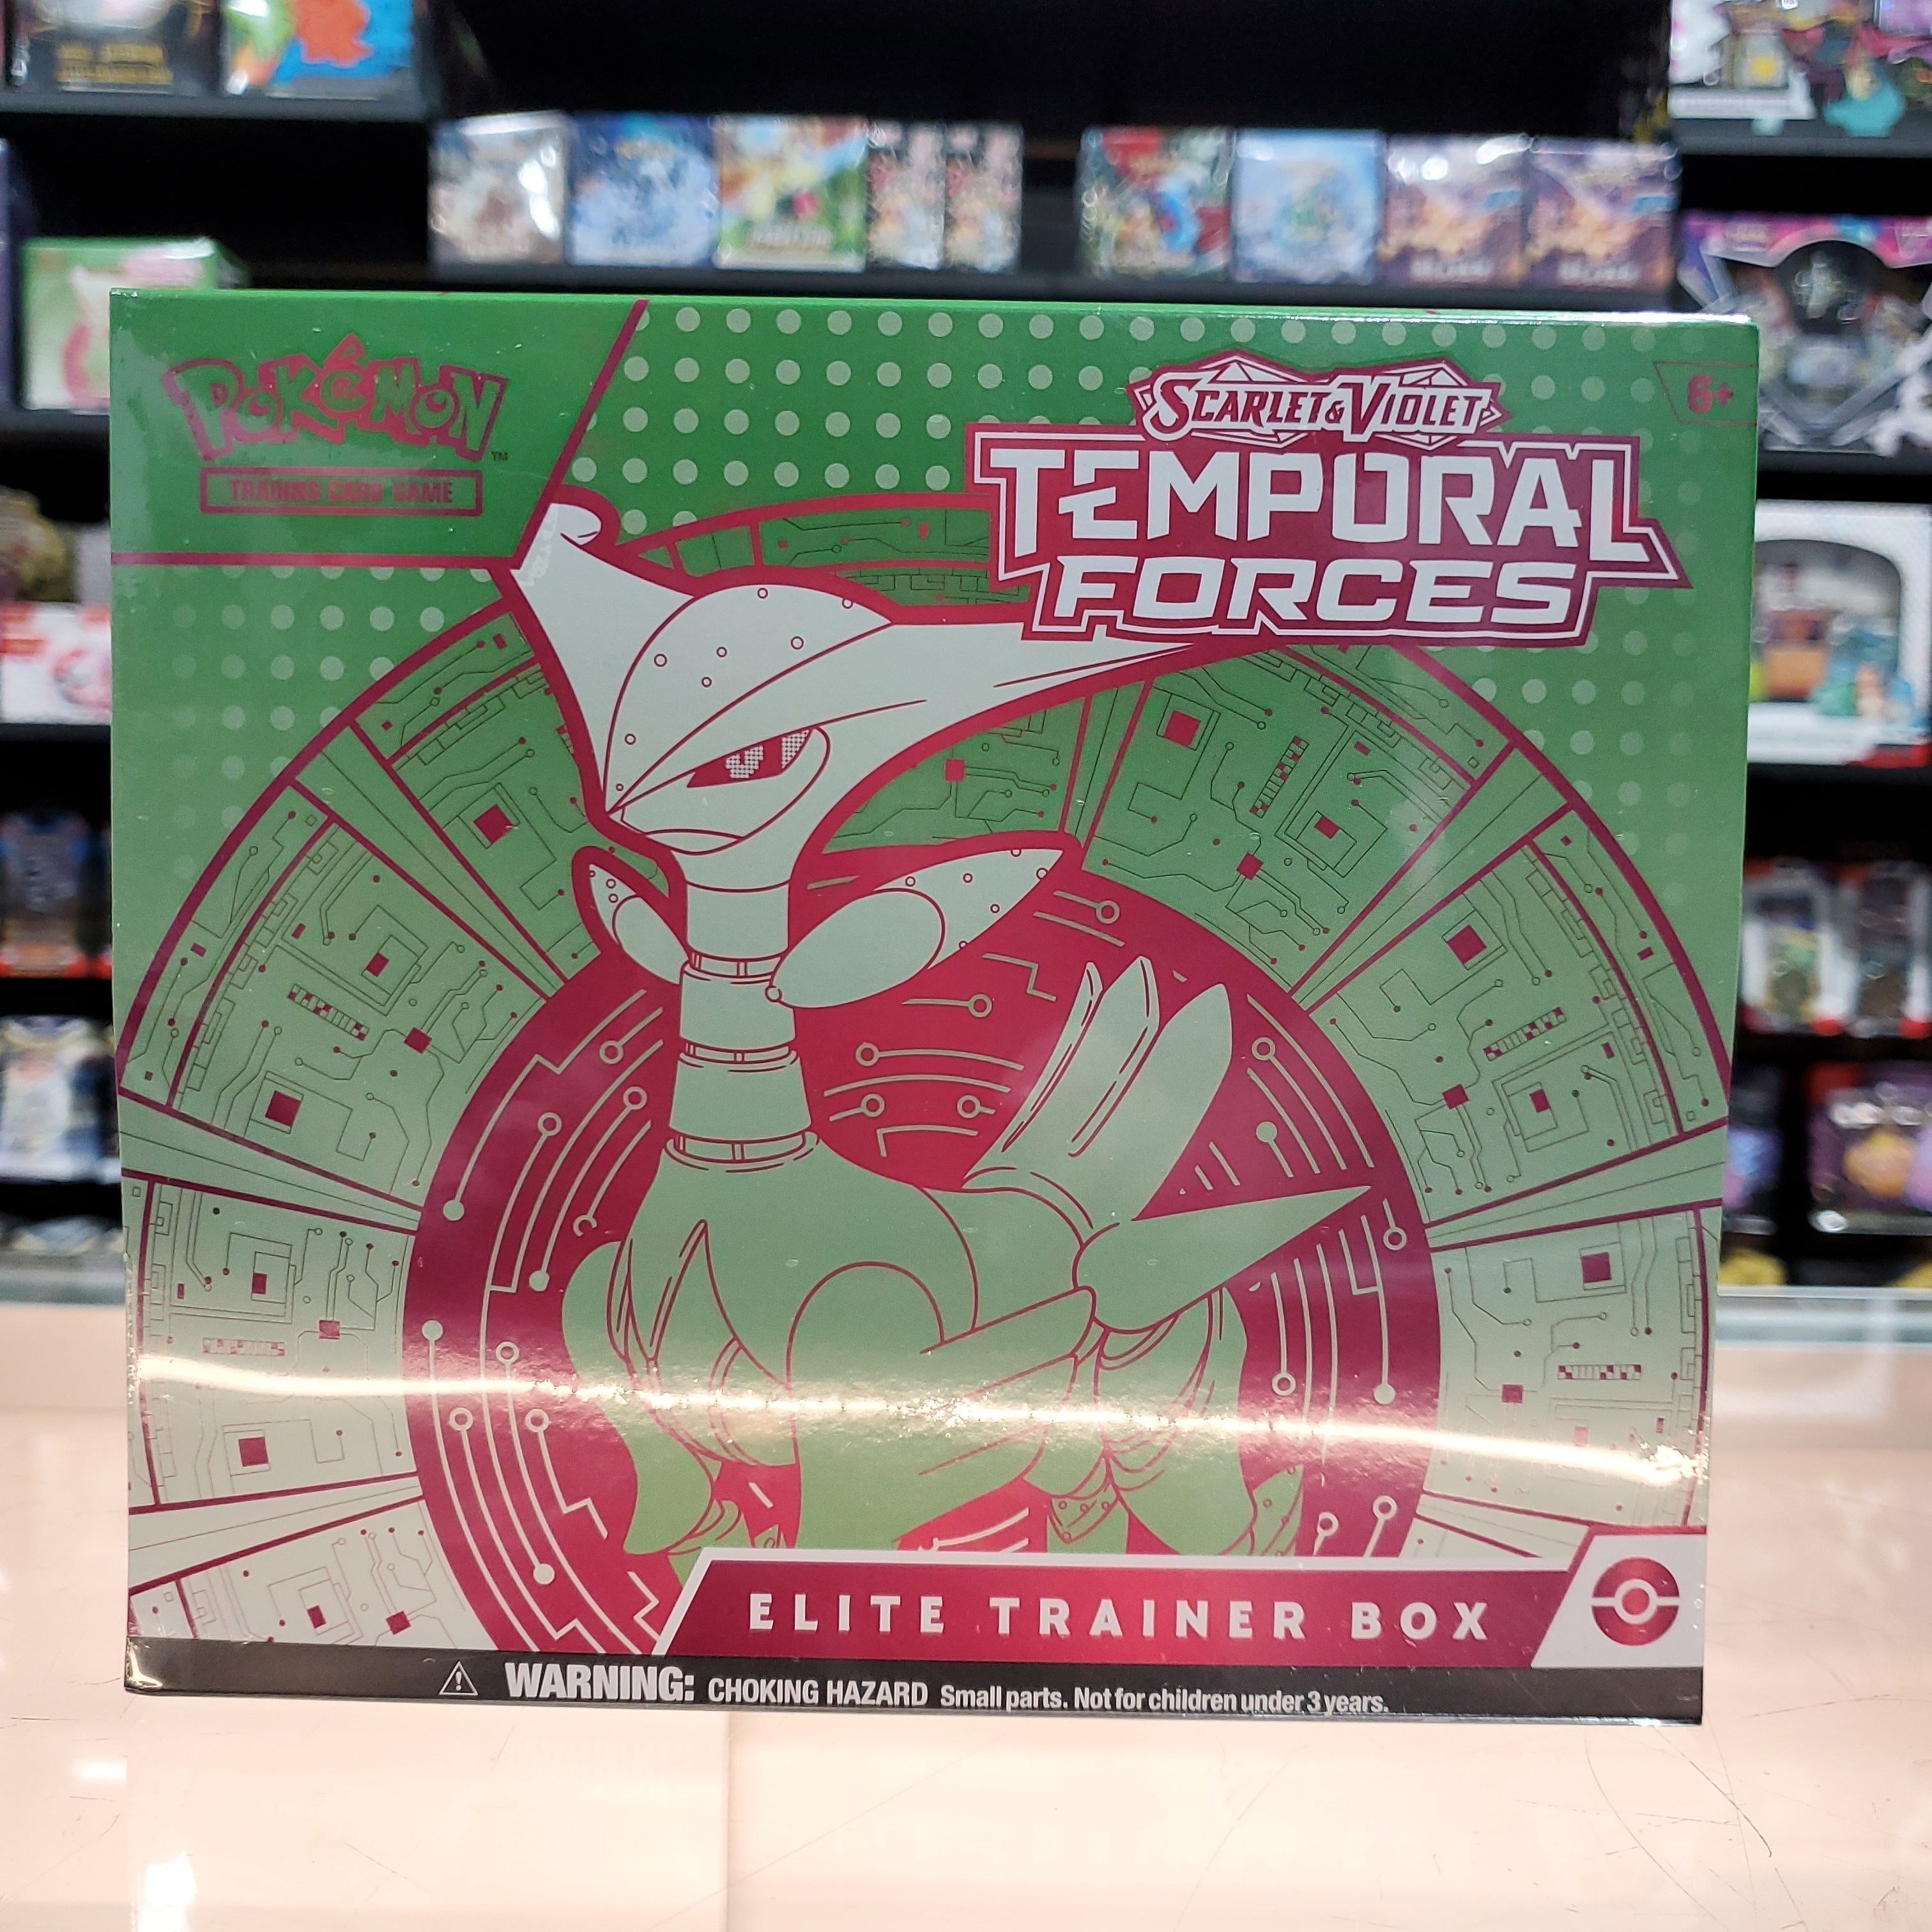 POKéMON™
TRADING CARD GAME
SCARLET & VIOLET
TEMPORAL
FORCES
6+
ELITE TRAINER BOX
WARNING: CHOKING HAZARD Small parts. Not for children under 3 years.